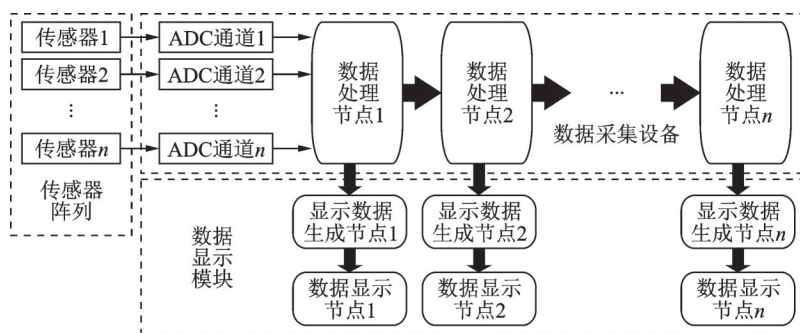 传感器1
ADC通道1
传感器2
ADC通道2
⋮
⋮
传感器n
ADC通道n
传感器
阵列
数据
处理
节点1
数据
处理
节点2
…
数据
处理
节点n
数据采集设备
数据
显示
模块
显示数据
生成节点1
显示数据
生成节点2
显示数据
生成节点n
数据显示
节点1
数据显示
节点2
数据显示
节点n